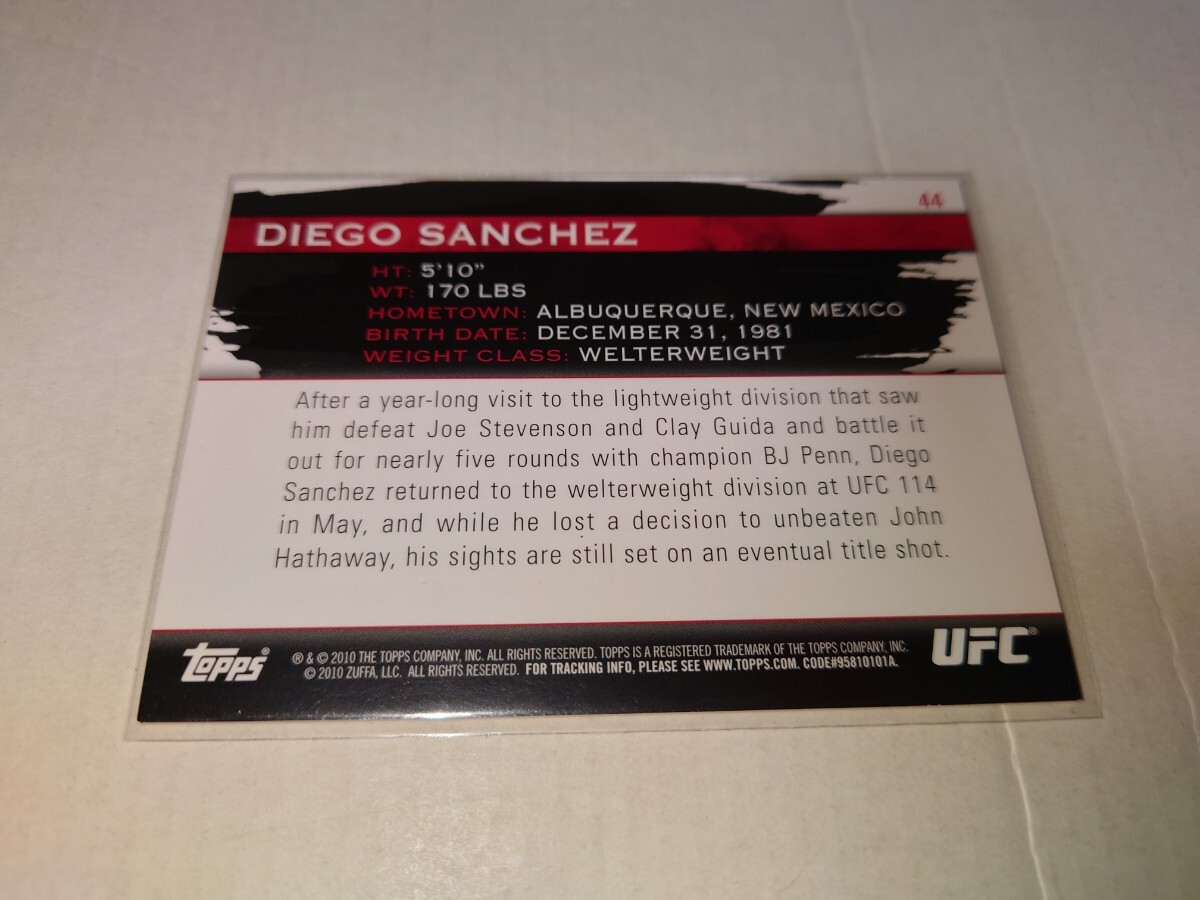 44
DIEGO SANCHEZ
HT: 5'10"
WT: 170 LBS
HOMETOWN: ALBUQUERQUE, NEW MEXICO
BIRTH DATE: DECEMBER 31, 1981
WEIGHT CLASS: WELTERWEIGHT
After a year-long visit to the lightweight division that saw
him defeat Joe Stevenson and Clay Guida and battle it
out for nearly five rounds with champion BJ Penn, Diego
Sanchez returned to the welterweight division at UFC 114
in May, and while he lost a decision to unbeaten John
Hathaway, his sights are still set on an eventual title shot.
topps®
® & © 2010 THE TOPPS COMPANY, INC. ALL RIGHTS RESERVED. TOPPS IS A REGISTERED TRADEMARK OF THE TOPPS COMPANY, INC.
© 2010 ZUFFA, LLC. ALL RIGHTS RESERVED. FOR TRACKING INFO, PLEASE SEE WWW.TOPPS.COM. CODE#95810101A.
UFC®